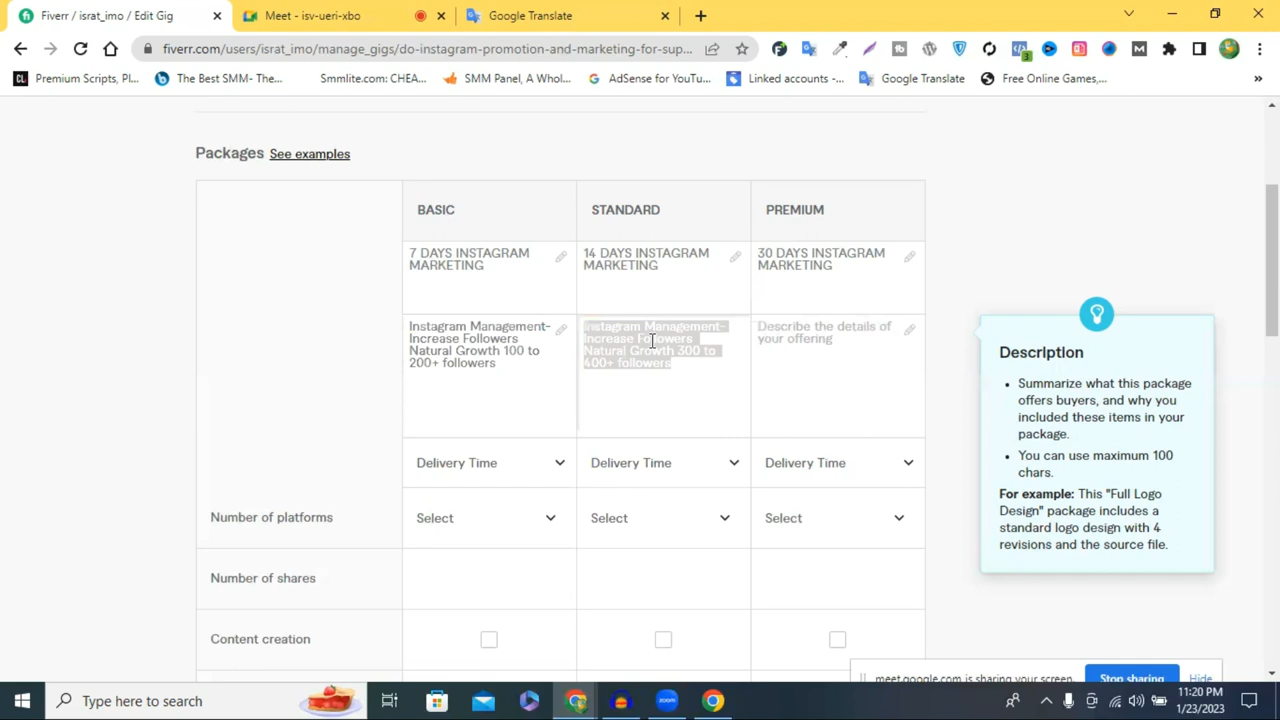 Fiverr / israt_imo / Edit Gig
Meet - isv-ueri-xbo
Google Translate
fiverr.com/users/israt_imo/manage_gigs/do-instagram-promotion-and-marketing-for-sup...
Premium Scripts, Pl...
The Best SMM- The...
Smmlite.com: CHEA...
SMM Panel, A Whol...
AdSense for YouTu...
Linked accounts -...
Google Translate
Free Online Games,...
Packages See examples
BASIC
STANDARD
PREMIUM
7 DAYS INSTAGRAM
MARKETING
14 DAYS INSTAGRAM
MARKETING
30 DAYS INSTAGRAM
MARKETING
Instagram Management-
Increase Followers
Natural Growth 100 to
200+ followers
Instagram Management-
Increase Followers
Natural Growth 300 to
400+ followers
Describe the details of
your offering
Delivery Time
Delivery Time
Delivery Time
Number of platforms
Select
Select
Select
Number of shares
Content creation
Description
• Summarize what this package
offers buyers, and why you
included these items in your
package.
• You can use maximum 100
chars.
For example: This "Full Logo
Design" package includes a
standard logo design with 4
revisions and the source file.
meet.google.com is sharing your screen.
Stop sharing
Hide
Type here to search
zoom
11:20 PM
1/23/2023